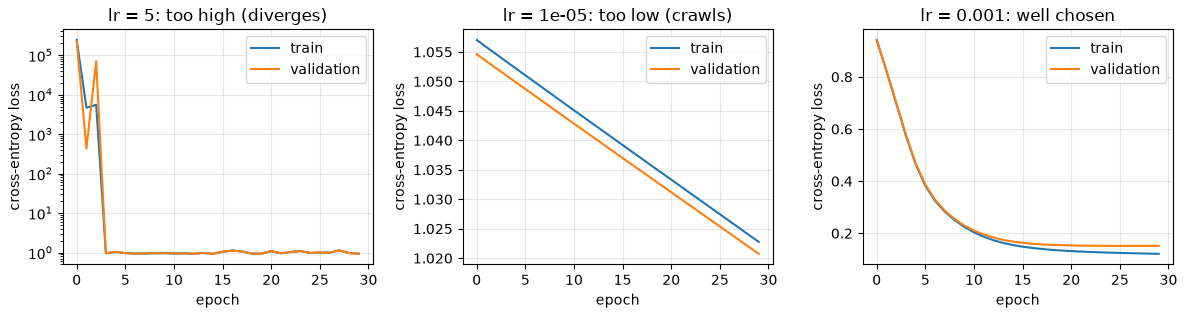 lr = 5: too high (diverges)
train
validation
cross-entropy loss
10^5
10^4
10^3
10^2
10^1
10^0
0 5 10 15 20 25 30
epoch
lr = 1e-05: too low (crawls)
train
validation
cross-entropy loss
1.055
1.050
1.045
1.040
1.035
1.030
1.025
1.020
0 5 10 15 20 25 30
epoch
lr = 0.001: well chosen
train
validation
cross-entropy loss
0.8
0.6
0.4
0.2
0 5 10 15 20 25 30
epoch